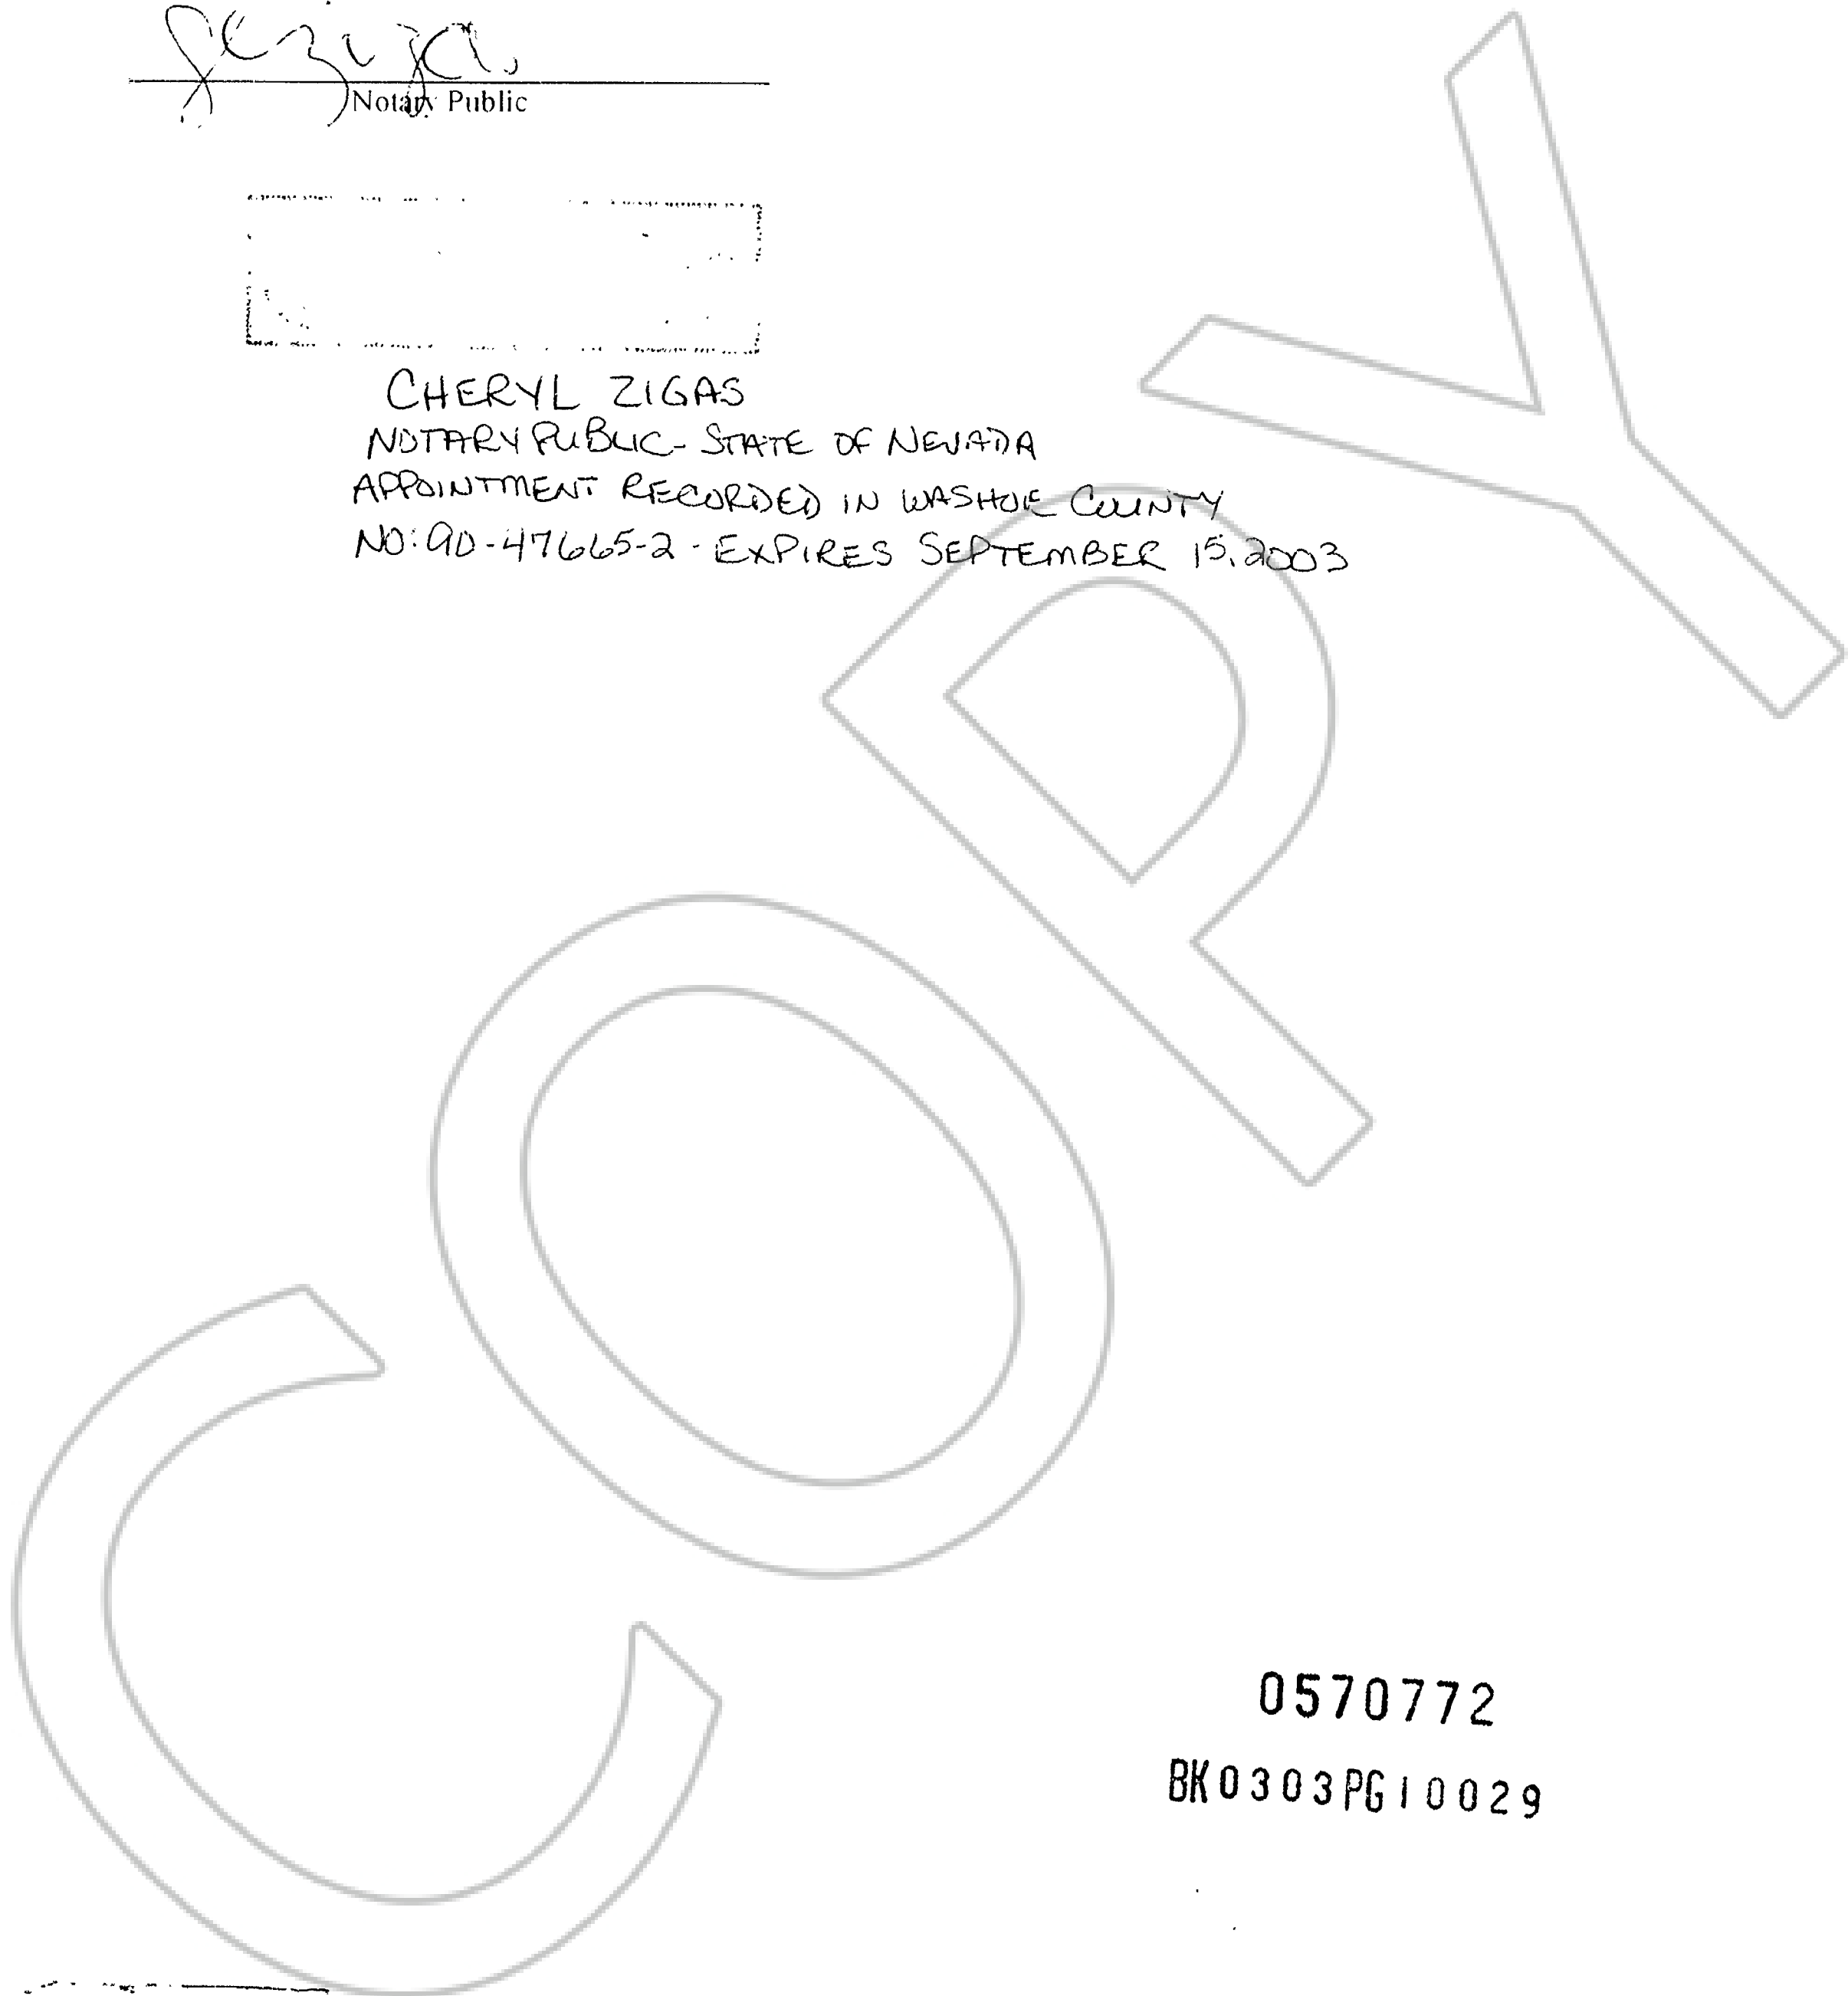 Notary Public
CHERYL ZIGAS
NOTARY PUBLIC - STATE OF NEVADA
APPOINTMENT RECORDED IN WASHOE COUNTY
NO: 90-47665-2 - EXPIRES SEPTEMBER 15, 2003
COPY
0570772
BK0303PG10029